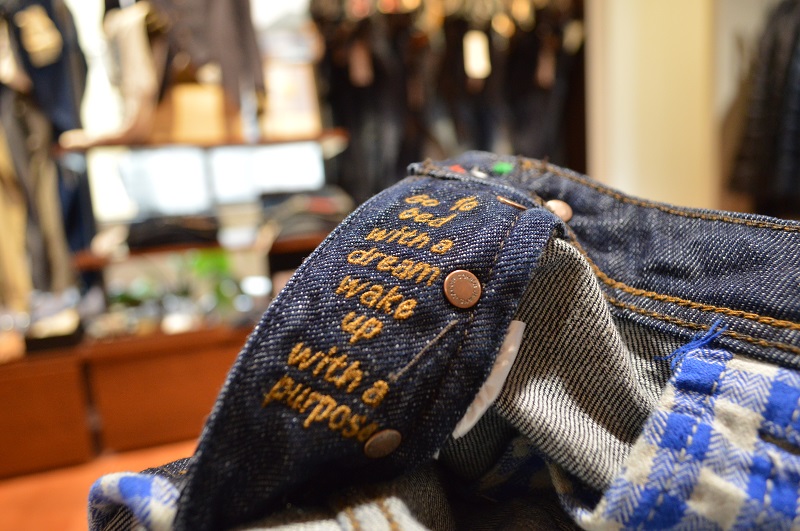 Go to
bed
with a
dream
wake
up
with a
purpose